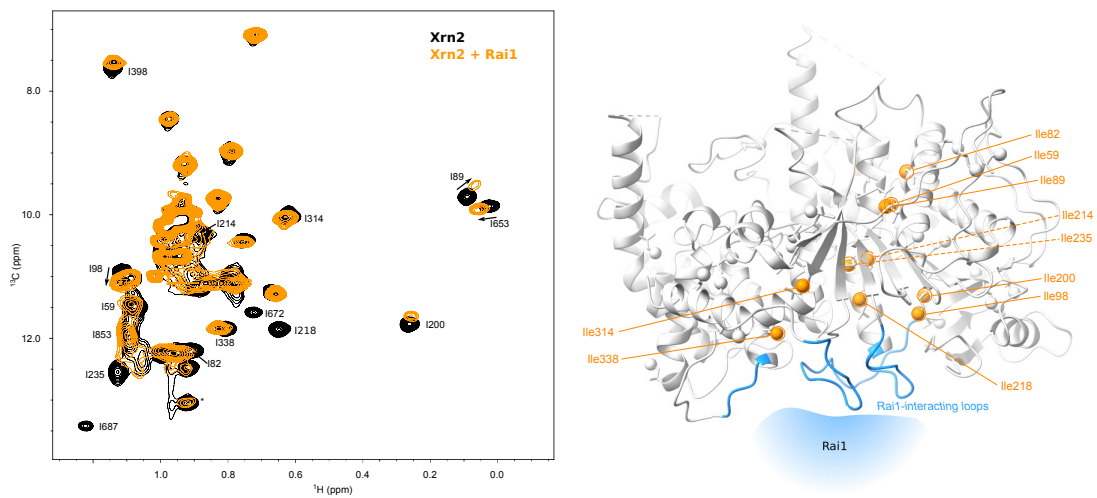 Xrn2
Xrn2 + Rai1
8.0
10.0
12.0
¹³C (ppm)
1.0
0.8
0.6
0.4
0.2
0.0
¹H (ppm)
I398
I89
I214
I314
I653
I98
I59
I672
I853
I338
I218
I200
I82
I235
*
I687
Ile82
Ile59
Ile89
Ile214
Ile235
Ile200
Ile98
Ile314
Ile338
Ile218
Rai1-interacting loops
Rai1